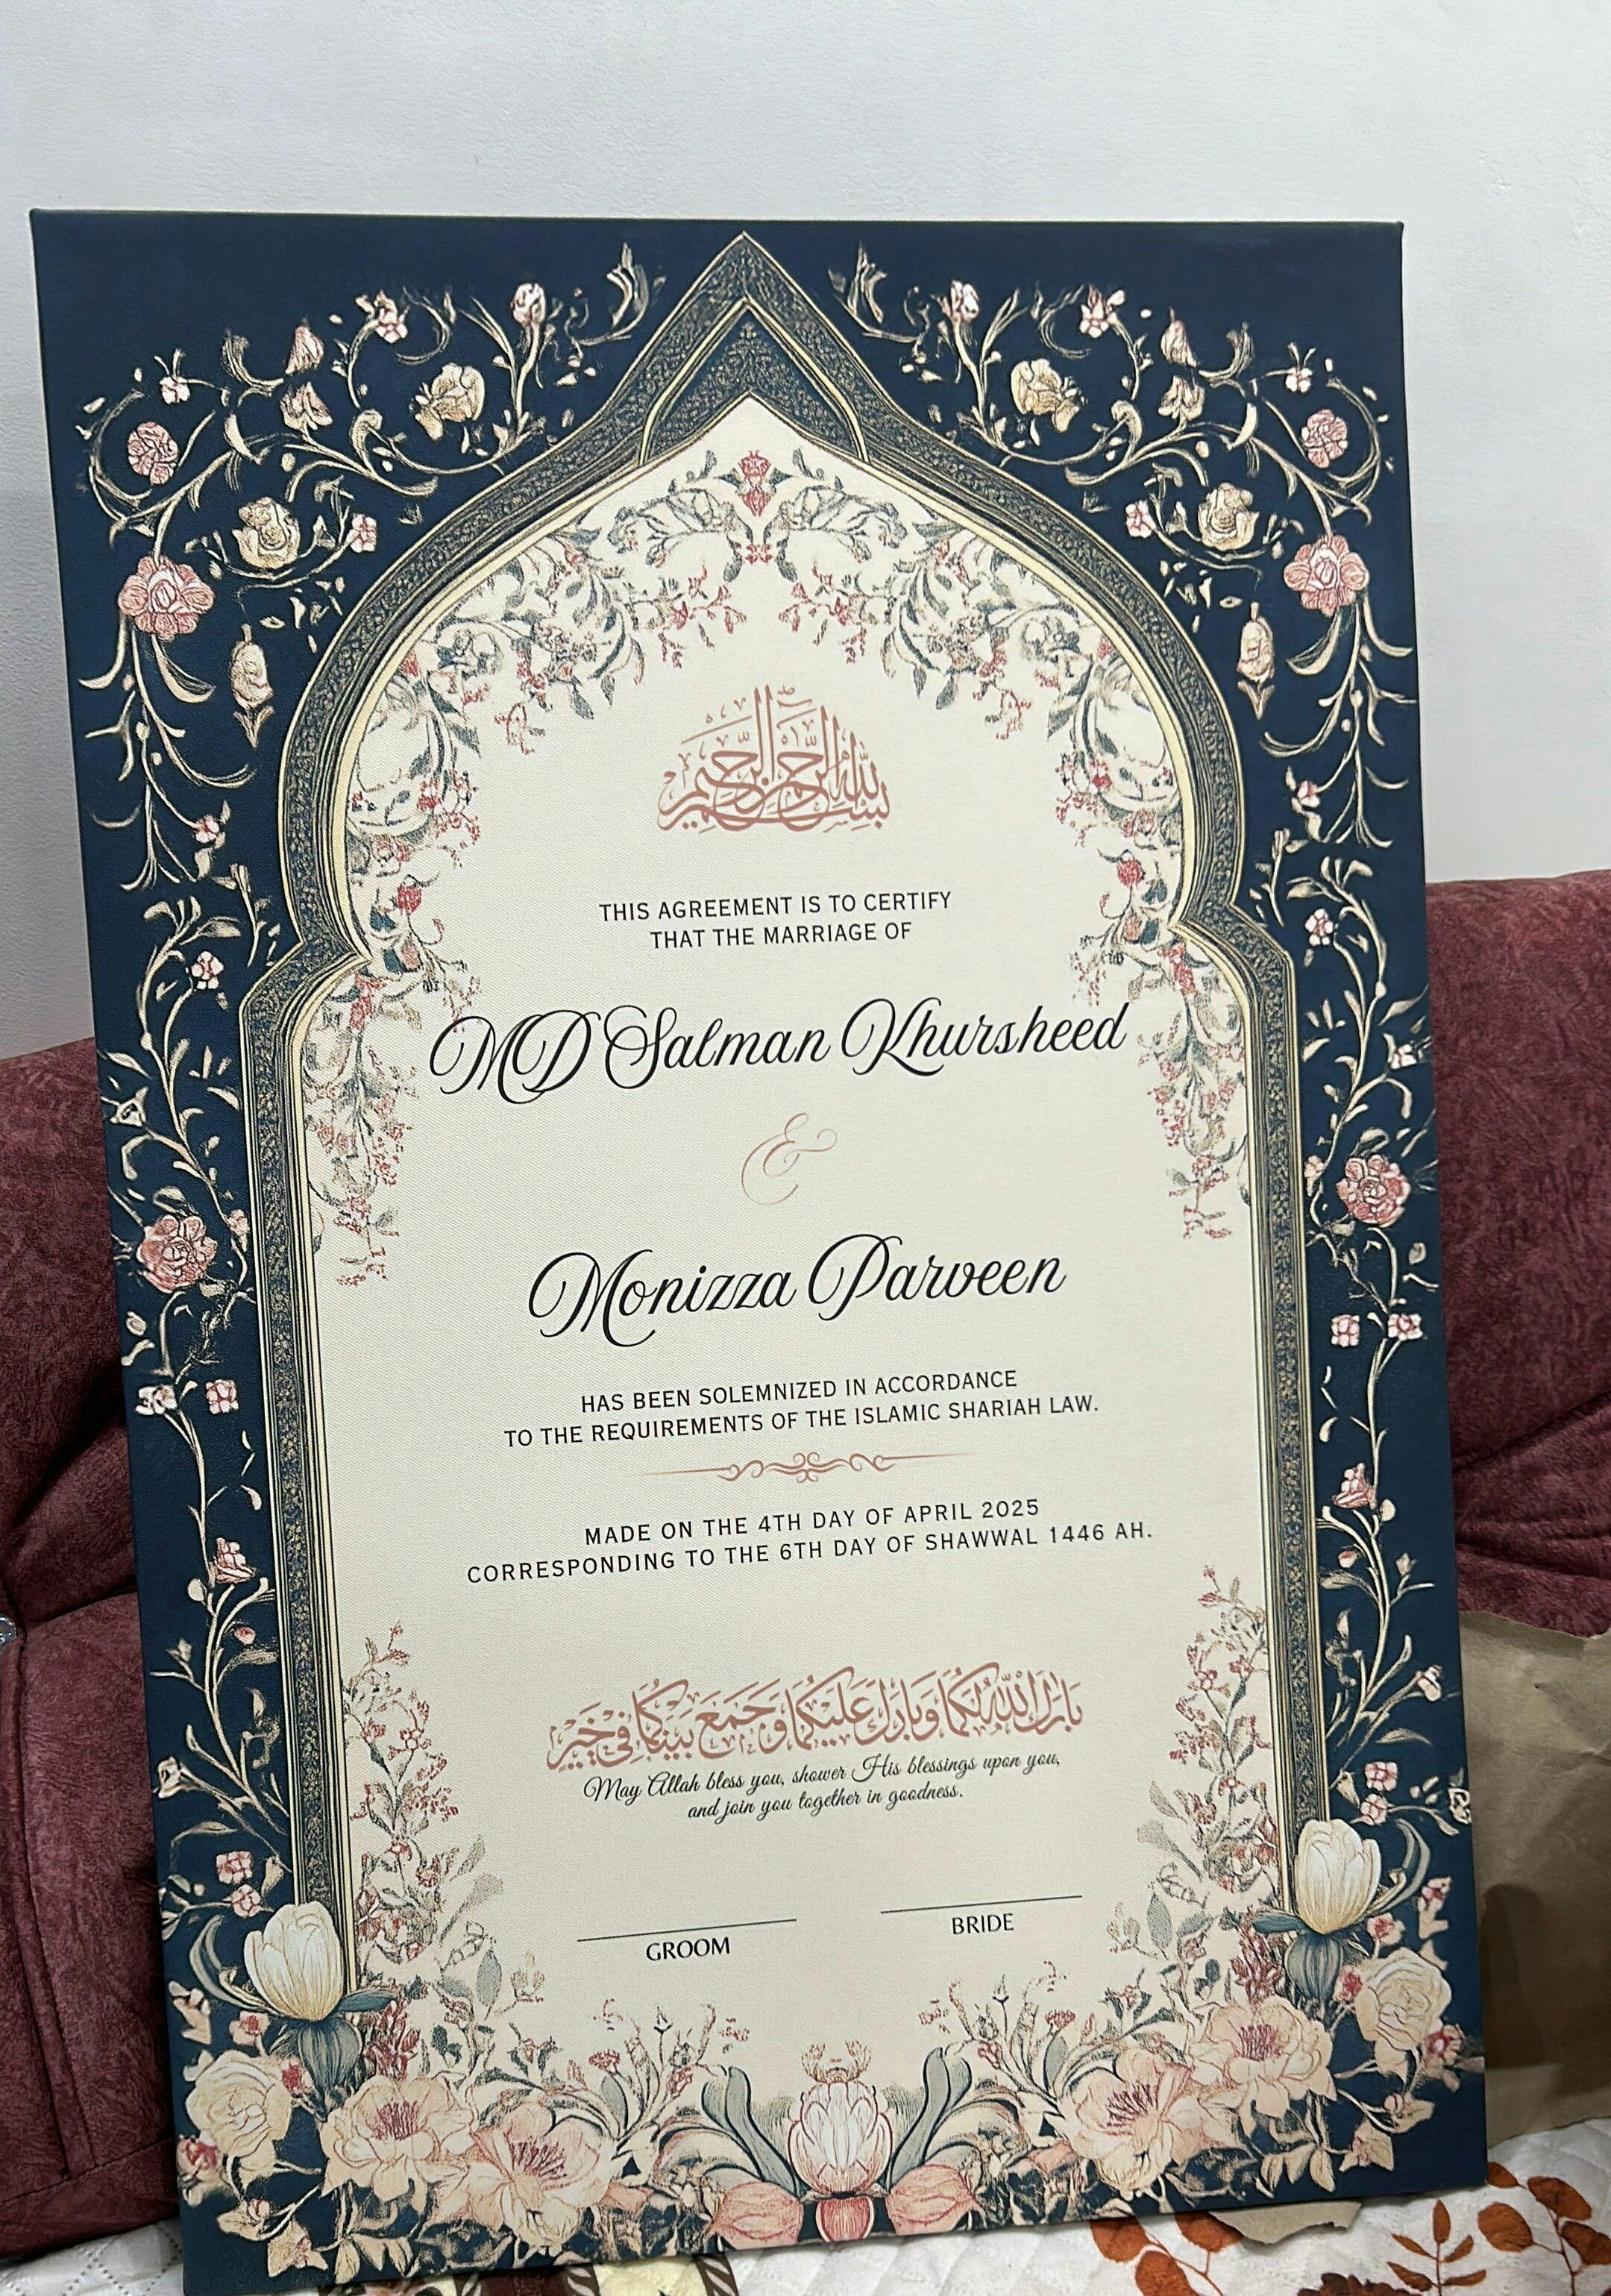 بسم الله الرحمن الرحيم
THIS AGREEMENT IS TO CERTIFY
THAT THE MARRIAGE OF
MD Salman Khursheed
&
Monizza Parveen
HAS BEEN SOLEMNIZED IN ACCORDANCE
TO THE REQUIREMENTS OF THE ISLAMIC SHARIAH LAW.
MADE ON THE 4TH DAY OF APRIL 2025
CORRESPONDING TO THE 6TH DAY OF SHAWWAL 1446 AH.
بارك الله لكما وبارك عليكما وجمع بينكما في خير
May Allah bless you, shower His blessings upon you,
and join you together in goodness.
GROOM
BRIDE